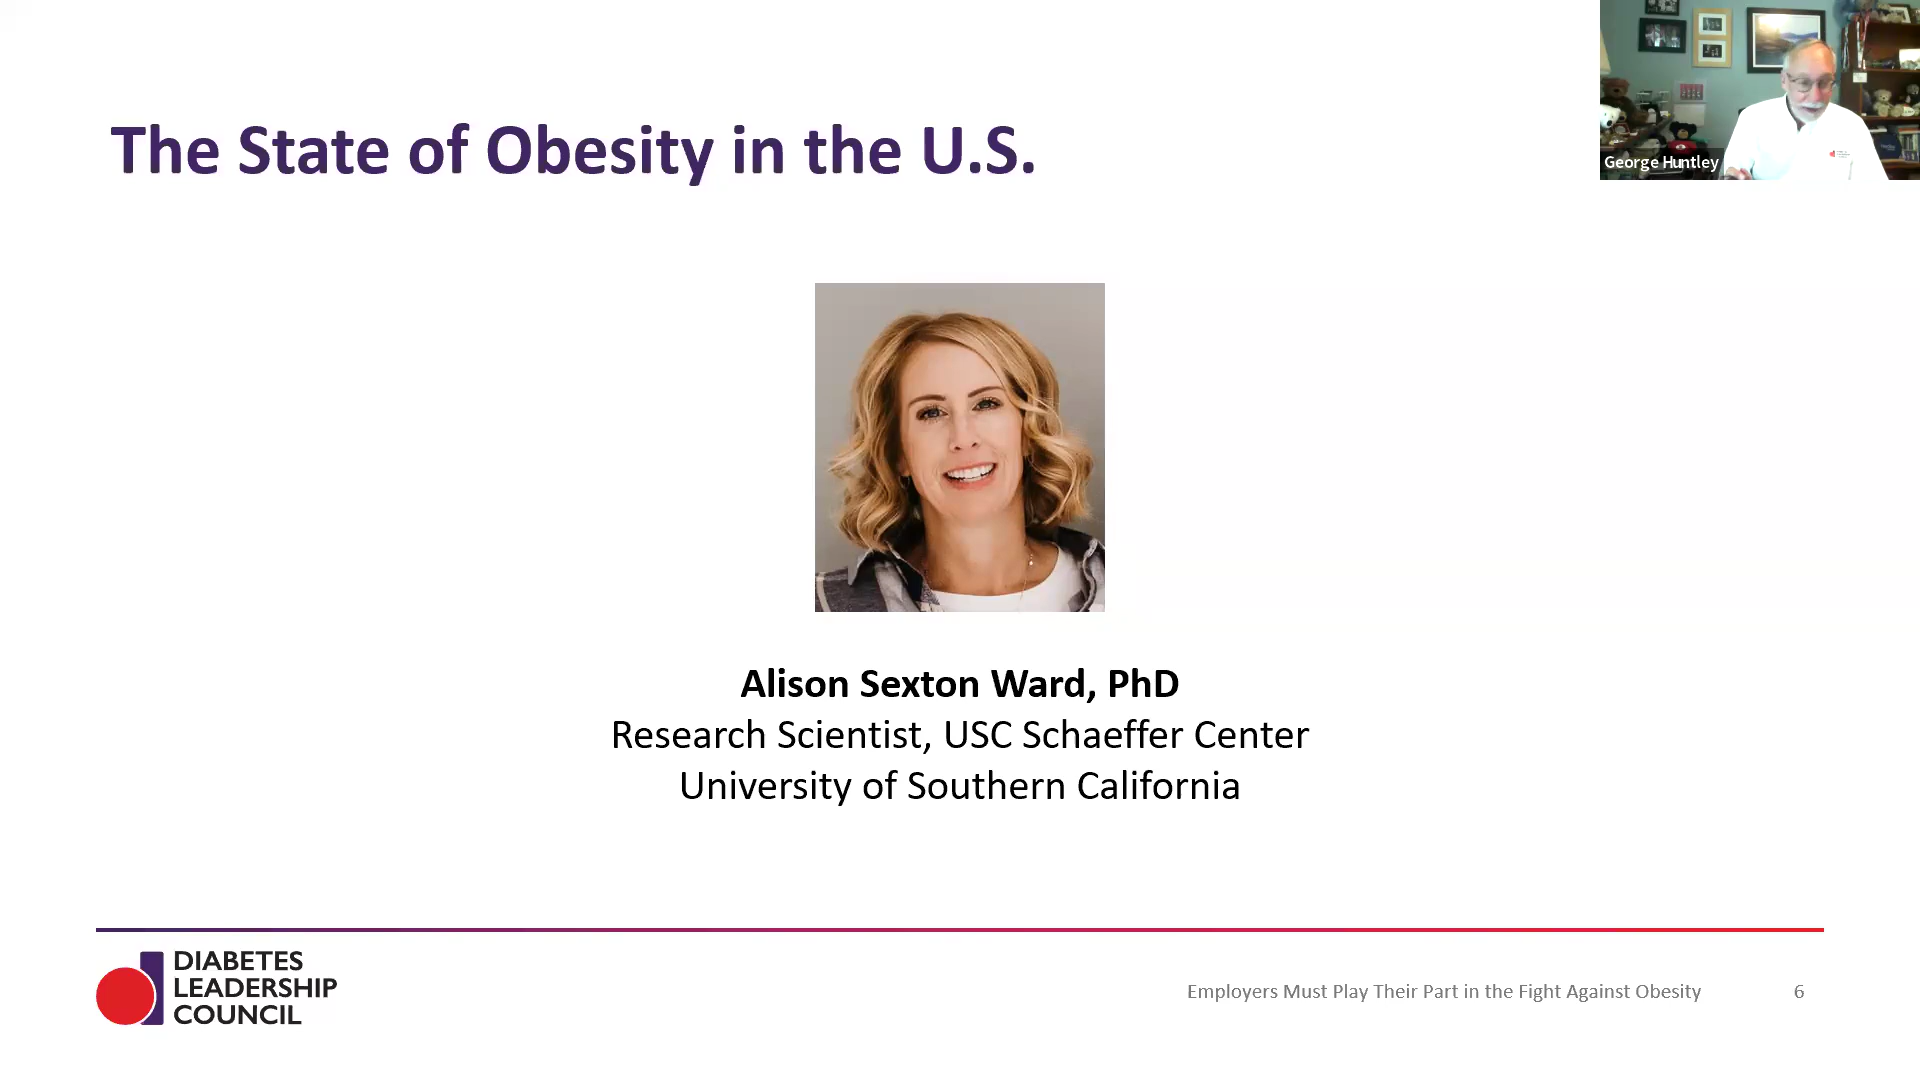 The State of Obesity in the U.S.
George Huntley
Alison Sexton Ward, PhD
Research Scientist, USC Schaeffer Center
University of Southern California
DIABETES
LEADERSHIP
COUNCIL
Employers Must Play Their Part in the Fight Against Obesity
6